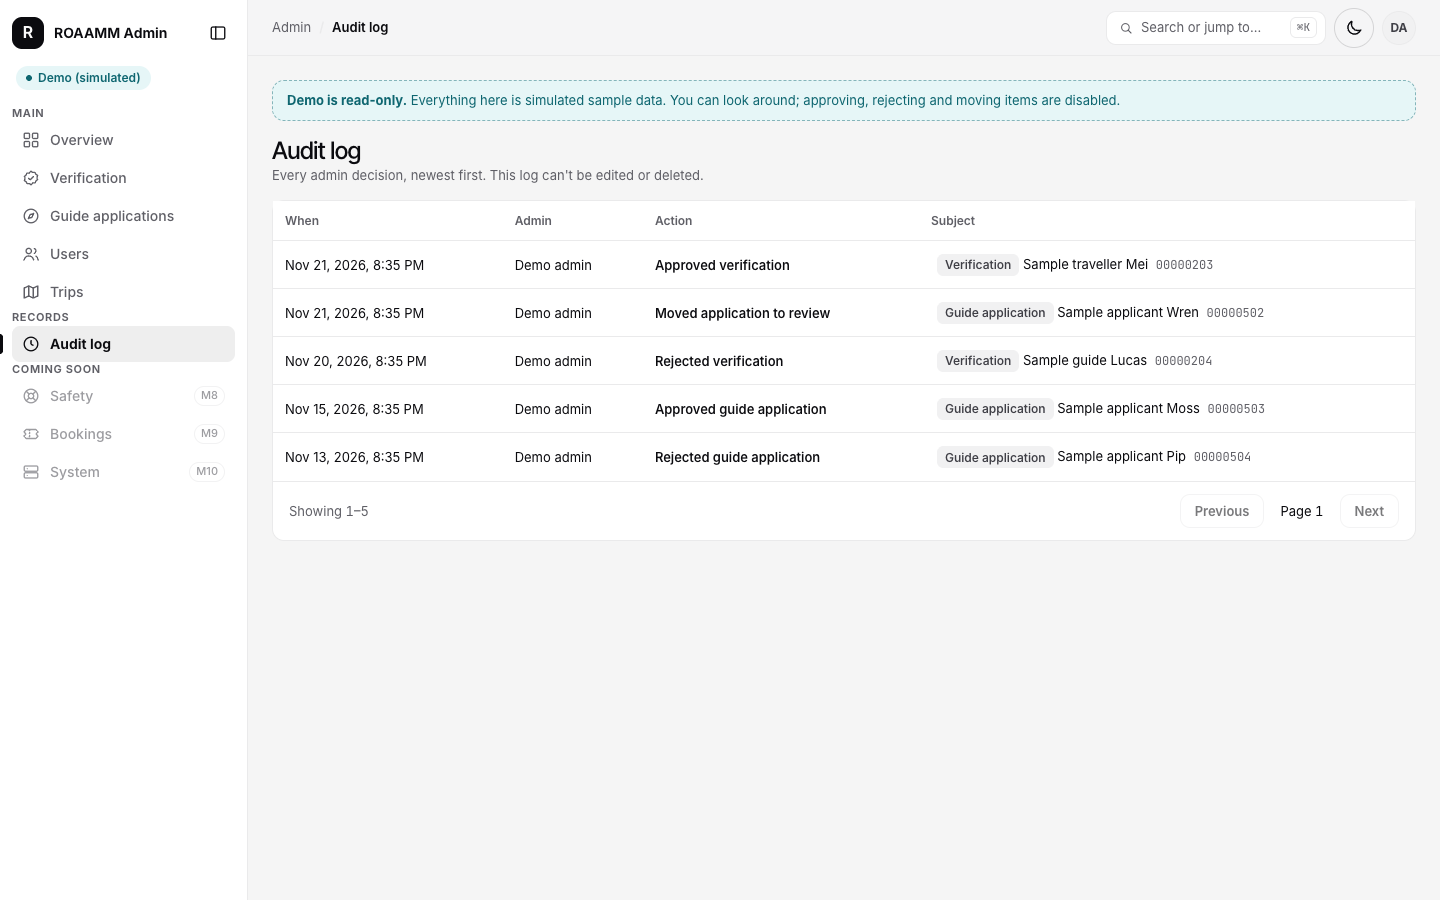 R ROAAMM Admin
Demo (simulated)
MAIN
Overview
Verification
Guide applications
Users
Trips
RECORDS
Audit log
COMING SOON
Safety M8
Bookings M9
System M10
Admin / Audit log
Search or jump to... ⌘K
DA
Demo is read-only. Everything here is simulated sample data. You can look around; approving, rejecting and moving items are disabled.
Audit log
Every admin decision, newest first. This log can't be edited or deleted.
When Admin Action Subject
Nov 21, 2026, 8:35 PM Demo admin Approved verification Verification Sample traveller Mei 00000203
Nov 21, 2026, 8:35 PM Demo admin Moved application to review Guide application Sample applicant Wren 00000502
Nov 20, 2026, 8:35 PM Demo admin Rejected verification Verification Sample guide Lucas 00000204
Nov 15, 2026, 8:35 PM Demo admin Approved guide application Guide application Sample applicant Moss 00000503
Nov 13, 2026, 8:35 PM Demo admin Rejected guide application Guide application Sample applicant Pip 00000504
Showing 1–5 Previous Page 1 Next